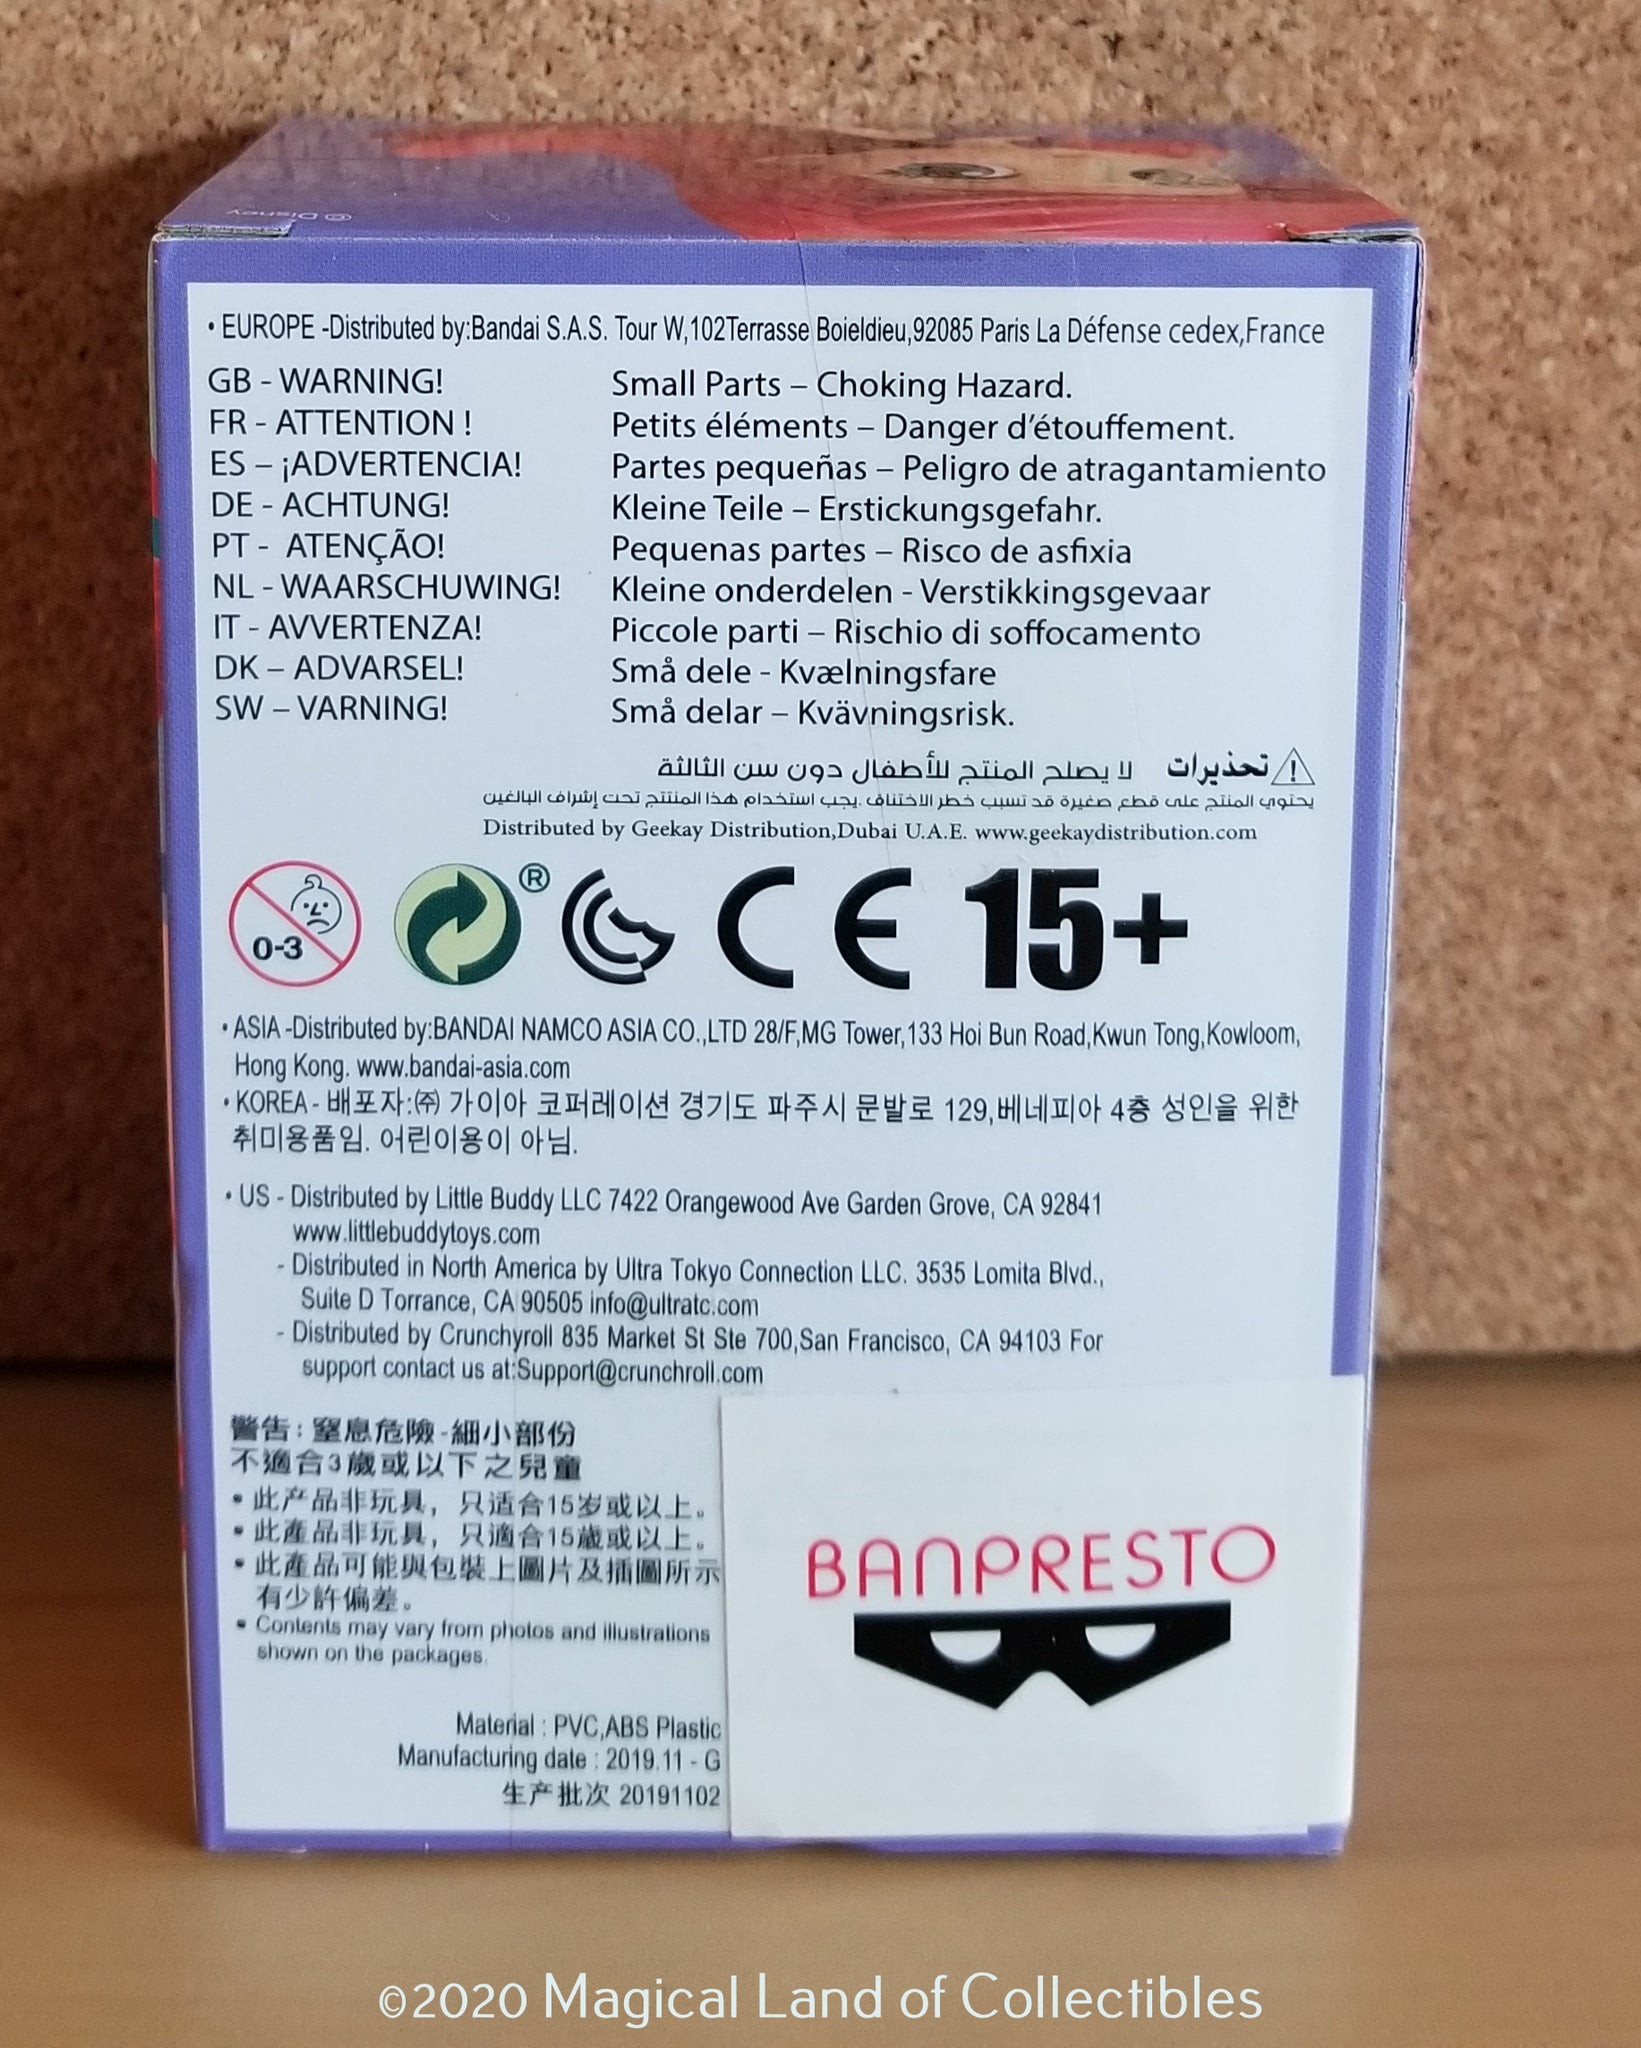 © Disney
• EUROPE -Distributed by:Bandai S.A.S. Tour W,102Terrasse Boieldieu,92085 Paris La Défense cedex,France
GB - WARNING! Small Parts – Choking Hazard.
FR - ATTENTION ! Petits éléments – Danger d'étouffement.
ES – ¡ADVERTENCIA! Partes pequeñas – Peligro de atragantamiento
DE - ACHTUNG! Kleine Teile – Erstickungsgefahr.
PT - ATENÇÃO! Pequenas partes – Risco de asfixia
NL - WAARSCHUWING! Kleine onderdelen - Verstikkingsgevaar
IT - AVVERTENZA! Piccole parti – Rischio di soffocamento
DK – ADVARSEL! Små dele - Kvælningsfare
SW – VARNING! Små delar – Kvävningsrisk.
تحذيرات لا يصلح المنتج للأطفال دون سن الثالثة
يحتوي المنتج على قطع صغيرة قد تسبب خطر الاختناق. يجب استخدام هذا المنتتج تحت إشراف البالغين
Distributed by Geekay Distribution,Dubai U.A.E. www.geekaydistribution.com
0-3 ® CE 15+
• ASIA -Distributed by:BANDAI NAMCO ASIA CO.,LTD 28/F,MG Tower,133 Hoi Bun Road,Kwun Tong,Kowloom,
Hong Kong. www.bandai-asia.com
• KOREA - 배포자:㈜ 가이아 코퍼레이션 경기도 파주시 문발로 129,베네피아 4층 성인을 위한
취미용품임. 어린이용이 아님.
• US - Distributed by Little Buddy LLC 7422 Orangewood Ave Garden Grove, CA 92841
www.littlebuddytoys.com
- Distributed in North America by Ultra Tokyo Connection LLC. 3535 Lomita Blvd.,
Suite D Torrance, CA 90505 info@ultratc.com
- Distributed by Crunchyroll 835 Market St Ste 700,San Francisco, CA 94103 For
support contact us at:Support@crunchroll.com
警告：窒息危險-細小部份
不適合3歲或以下之兒童
• 此产品非玩具，只适合15岁或以上。
• 此產品非玩具，只適合15歲或以上。
• 此產品可能與包裝上圖片及插圖所示
有少許偏差。
• Contents may vary from photos and illustrations
shown on the packages.
Material : PVC,ABS Plastic
Manufacturing date : 2019.11 - G
生产批次 20191102
BANPRESTO
©2020 Magical Land of Collectibles